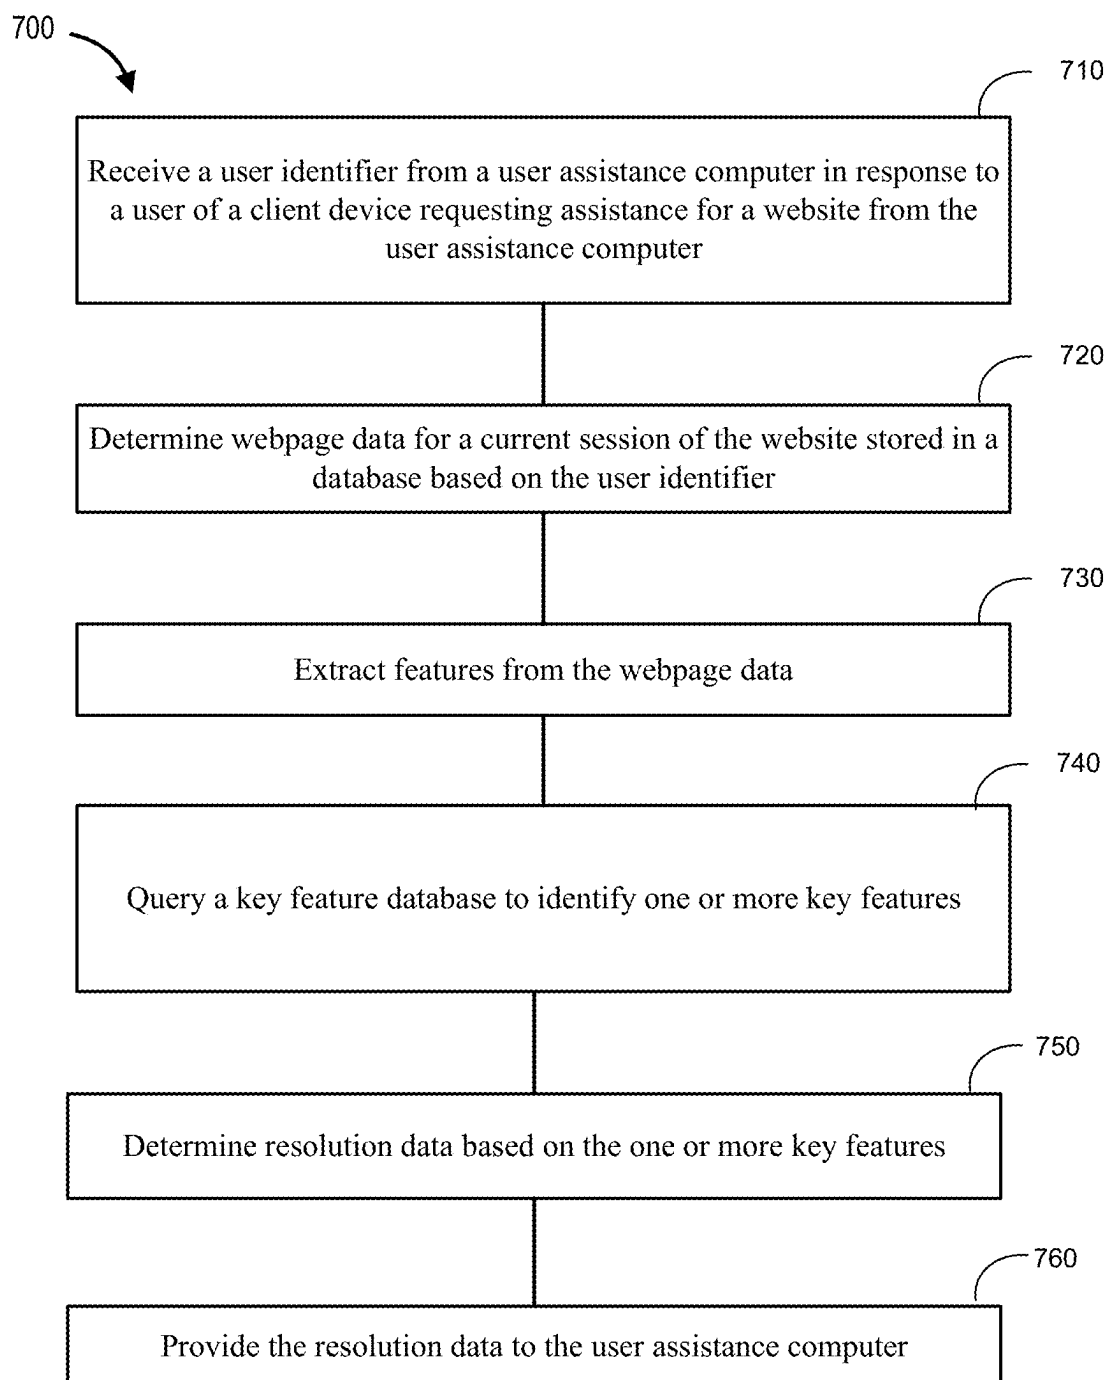 700
710
Receive a user identifier from a user assistance computer in response to
a user of a client device requesting assistance for a website from the
user assistance computer
720
Determine webpage data for a current session of the website stored in a
database based on the user identifier
730
Extract features from the webpage data
740
Query a key feature database to identify one or more key features
750
Determine resolution data based on the one or more key features
760
Provide the resolution data to the user assistance computer